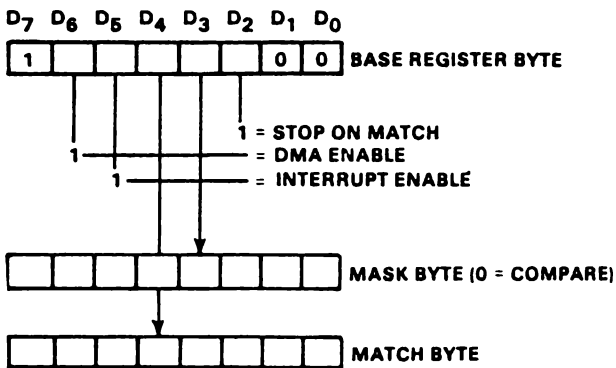 D7 D6 D5 D4 D3 D2 D1 D0
1 0 0 BASE REGISTER BYTE
1 = STOP ON MATCH
1 = DMA ENABLE
1 = INTERRUPT ENABLE
MASK BYTE (0 = COMPARE)
MATCH BYTE